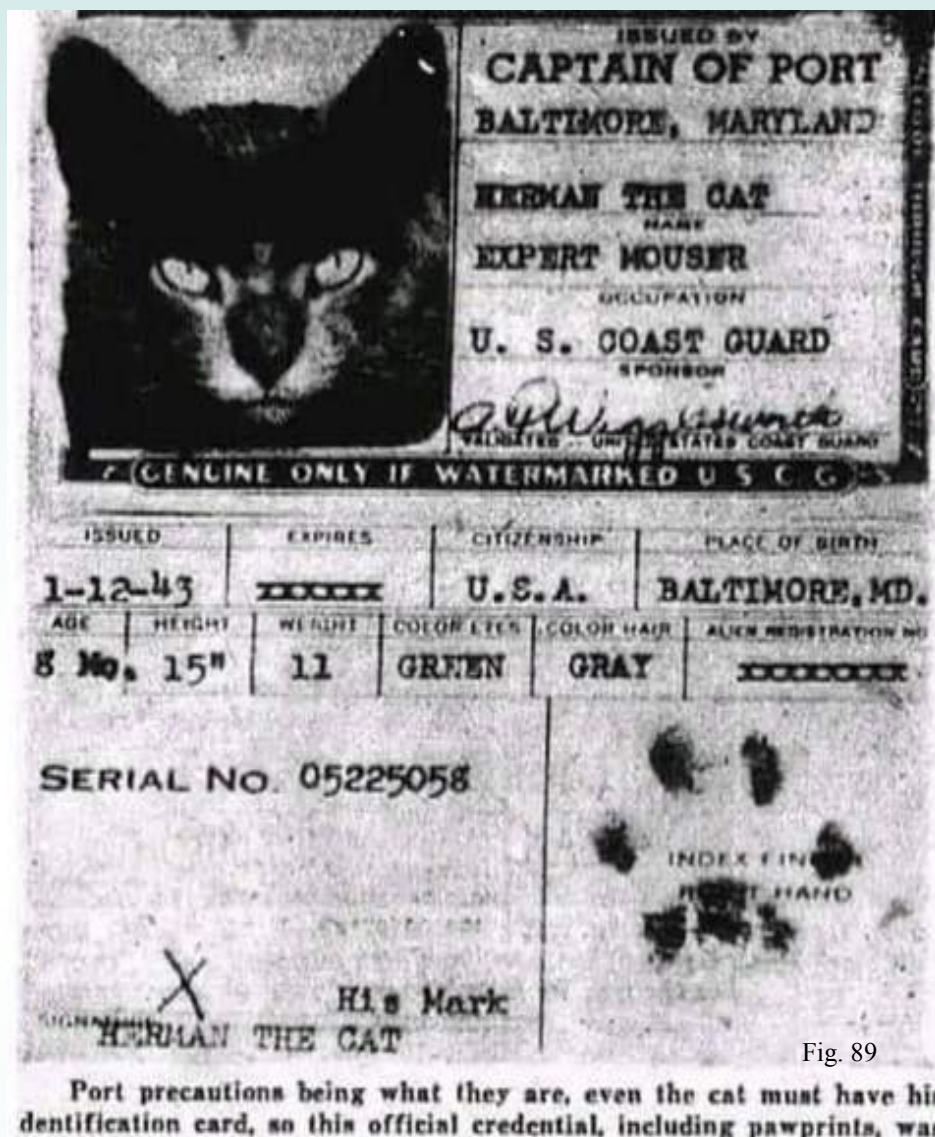 ISSUED BY
CAPTAIN OF PORT
BALTIMORE, MARYLAND
HERMAN THE CAT
NAME
EXPERT MOUSER
OCCUPATION
U. S. COAST GUARD
SPONSOR
VALIDATED UNITED STATES COAST GUARD
GENUINE ONLY IF WATERMARKED U S C G
ISSUED EXPIRES CITIZENSHIP PLACE OF BIRTH
1-12-43 XXXXXX U.S.A. BALTIMORE, MD.
AGE HEIGHT WEIGHT COLOR EYES COLOR HAIR ALIEN REGISTRATION NO
8 Mo. 15" 11 GREEN GRAY XXXXXXXX
SERIAL NO. 05225058
INDEX FINGER
RIGHT HAND
X His Mark
SIGNATURE
HERMAN THE CAT
Fig. 89
Port precautions being what they are, even the cat must have his
dentification card, so this official credential, including pawprints, was